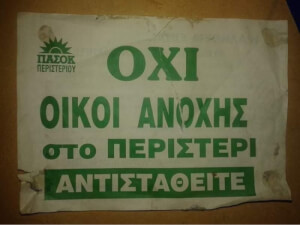 ΠΑΣΟΚ
ΠΕΡΙΣΤΕΡΙΟΥ
ΟΧΙ
ΟΙΚΟΙ ΑΝΟΧΗΣ
στο ΠΕΡΙΣΤΕΡΙ
ΑΝΤΙΣΤΑΘΕΙΤΕ